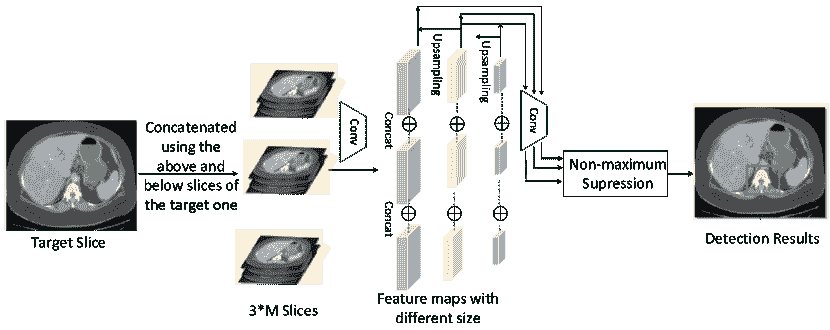 Target Slice
Concatenated
using the
above and
below slices of
the target one
3*M Slices
Conv
Concat
Concat
Upsampling
Upsampling
Feature maps with
different size
Conv
Non-maximum
Supression
Detection Results